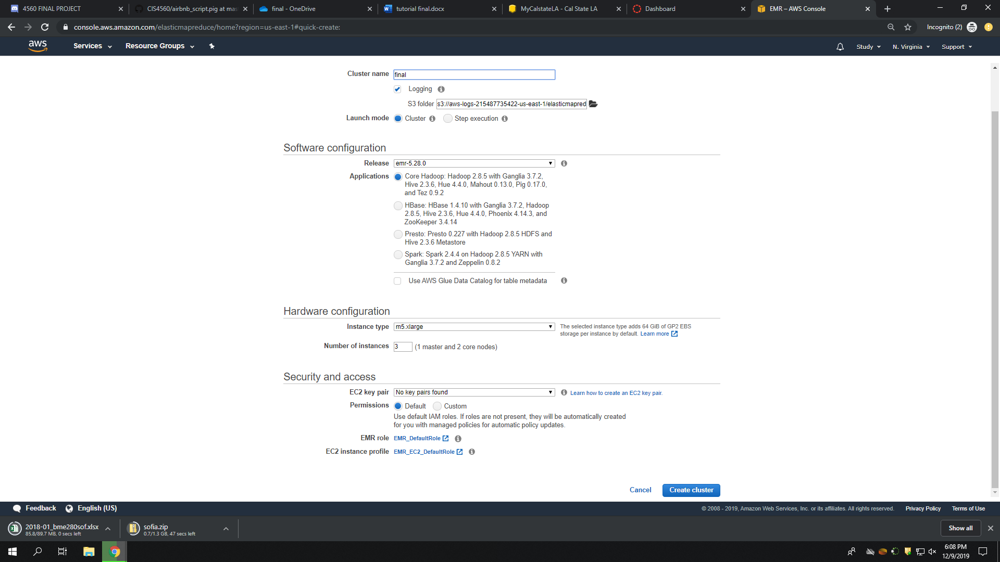 4560 FINAL PROJECT
CIS4560/airbnb_script.pig at mas
final - OneDrive
tutorial final.docx
MyCalstateLA - Cal State LA
Dashboard
EMR – AWS Console
console.aws.amazon.com/elasticmapreduce/home?region=us-east-1#quick-create:
Incognito (2)
aws
Services
Resource Groups
Study
N. Virginia
Support
Cluster name
final
Logging
S3 folder
s3://aws-logs-215487735422-us-east-1/elasticmapred
Launch mode
Cluster
Step execution
Software configuration
Release
emr-5.28.0
Applications
Core Hadoop: Hadoop 2.8.5 with Ganglia 3.7.2,
Hive 2.3.6, Hue 4.4.0, Mahout 0.13.0, Pig 0.17.0,
and Tez 0.9.2
HBase: HBase 1.4.10 with Ganglia 3.7.2, Hadoop
2.8.5, Hive 2.3.6, Hue 4.4.0, Phoenix 4.14.3, and
ZooKeeper 3.4.14
Presto: Presto 0.227 with Hadoop 2.8.5 HDFS and
Hive 2.3.6 Metastore
Spark: Spark 2.4.4 on Hadoop 2.8.5 YARN with
Ganglia 3.7.2 and Zeppelin 0.8.2
Use AWS Glue Data Catalog for table metadata
Hardware configuration
Instance type
m5.xlarge
The selected instance type adds 64 GiB of GP2 EBS
storage per instance by default. Learn more
Number of instances
3
(1 master and 2 core nodes)
Security and access
EC2 key pair
No key pairs found
Learn how to create an EC2 key pair.
Permissions
Default
Custom
Use default IAM roles. If roles are not present, they will be automatically created
for you with managed policies for automatic policy updates.
EMR role
EMR_DefaultRole
EC2 instance profile
EMR_EC2_DefaultRole
Cancel
Create cluster
Feedback
English (US)
© 2008 - 2019, Amazon Web Services, Inc. or its affiliates. All rights reserved.
Privacy Policy
Terms of Use
2018-01_bme280sof.xlsx
85.8/89.7 MB, 0 secs left
sofia.zip
0.7/1.3 GB, 47 secs left
Show all
6:08 PM
12/9/2019